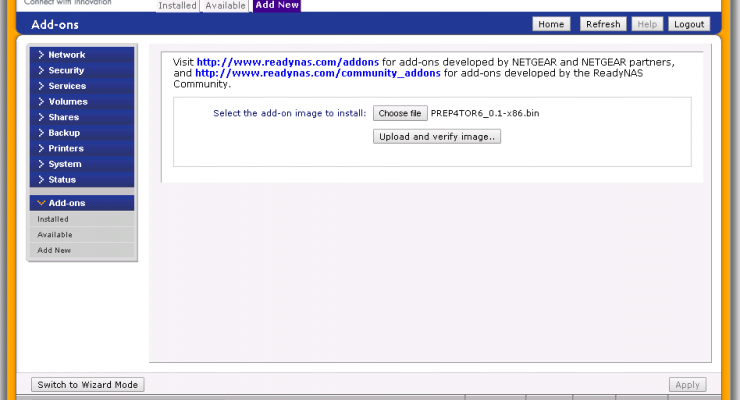 Connect with Innovation
Installed Available Add New
Add-ons Home Refresh Help Logout
Network
Security
Services
Volumes
Shares
Backup
Printers
System
Status
Add-ons
Installed
Available
Add New
Visit http://www.readynas.com/addons for add-ons developed by NETGEAR and NETGEAR partners,
and http://www.readynas.com/community_addons for add-ons developed by the ReadyNAS
Community.
Select the add-on image to install: Choose file PREP4TOR6_0.1-x86.bin
Upload and verify image..
Switch to Wizard Mode Apply